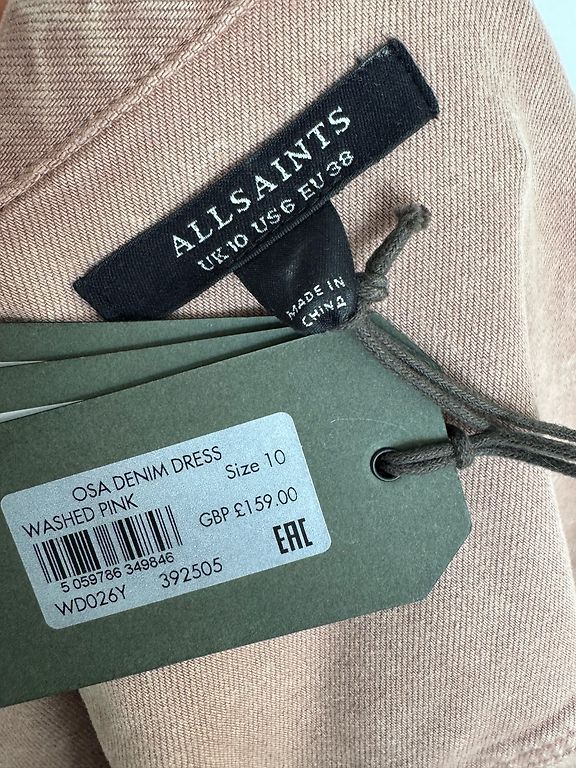 ALLSAINTS
UK 10 US 6 EU 38
MADE IN
CHINA
OSA DENIM DRESS
WASHED PINK
Size 10
GBP £159.00
5 059786 349846
WD026Y
392505
EAC